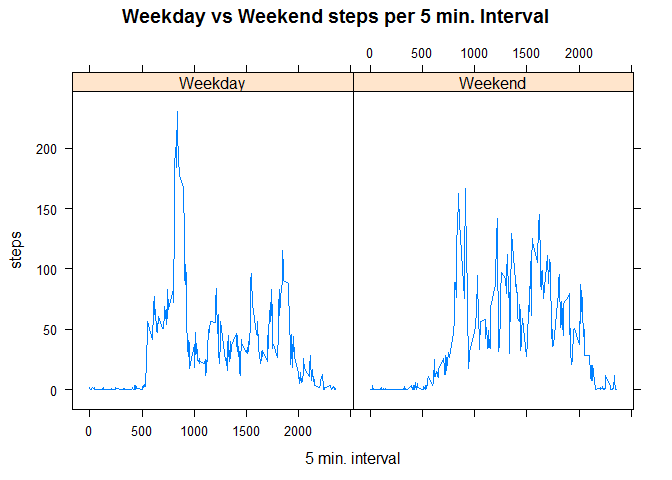 Weekday vs Weekend steps per 5 min. Interval
0 500 1000 1500 2000
Weekday Weekend
200
150
100
50
0
steps
0 500 1000 1500 2000
5 min. interval